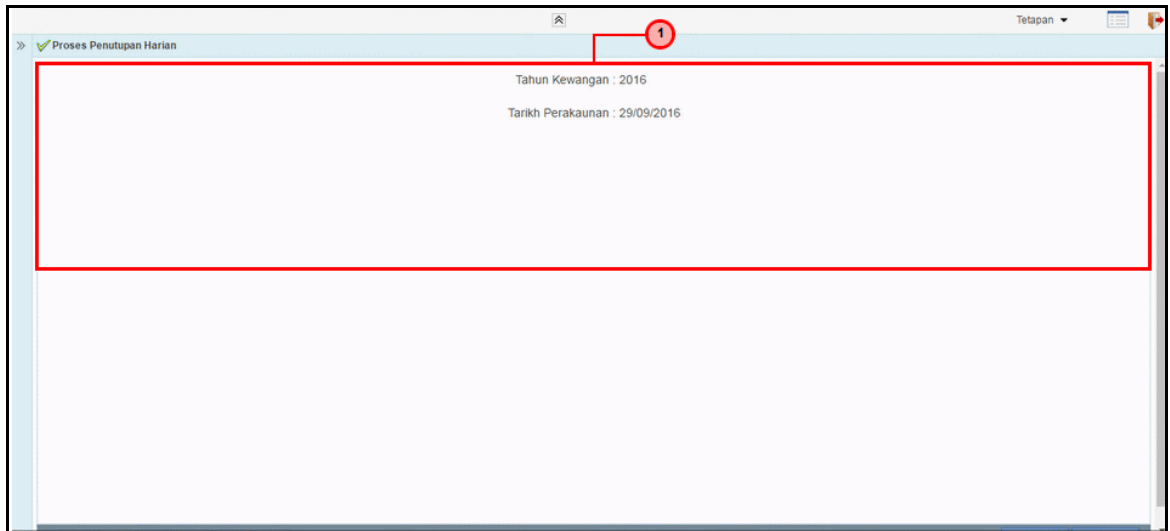 Tetapan
1
Proses Penutupan Harian
Tahun Kewangan : 2016
Tarikh Perakaunan : 29/09/2016